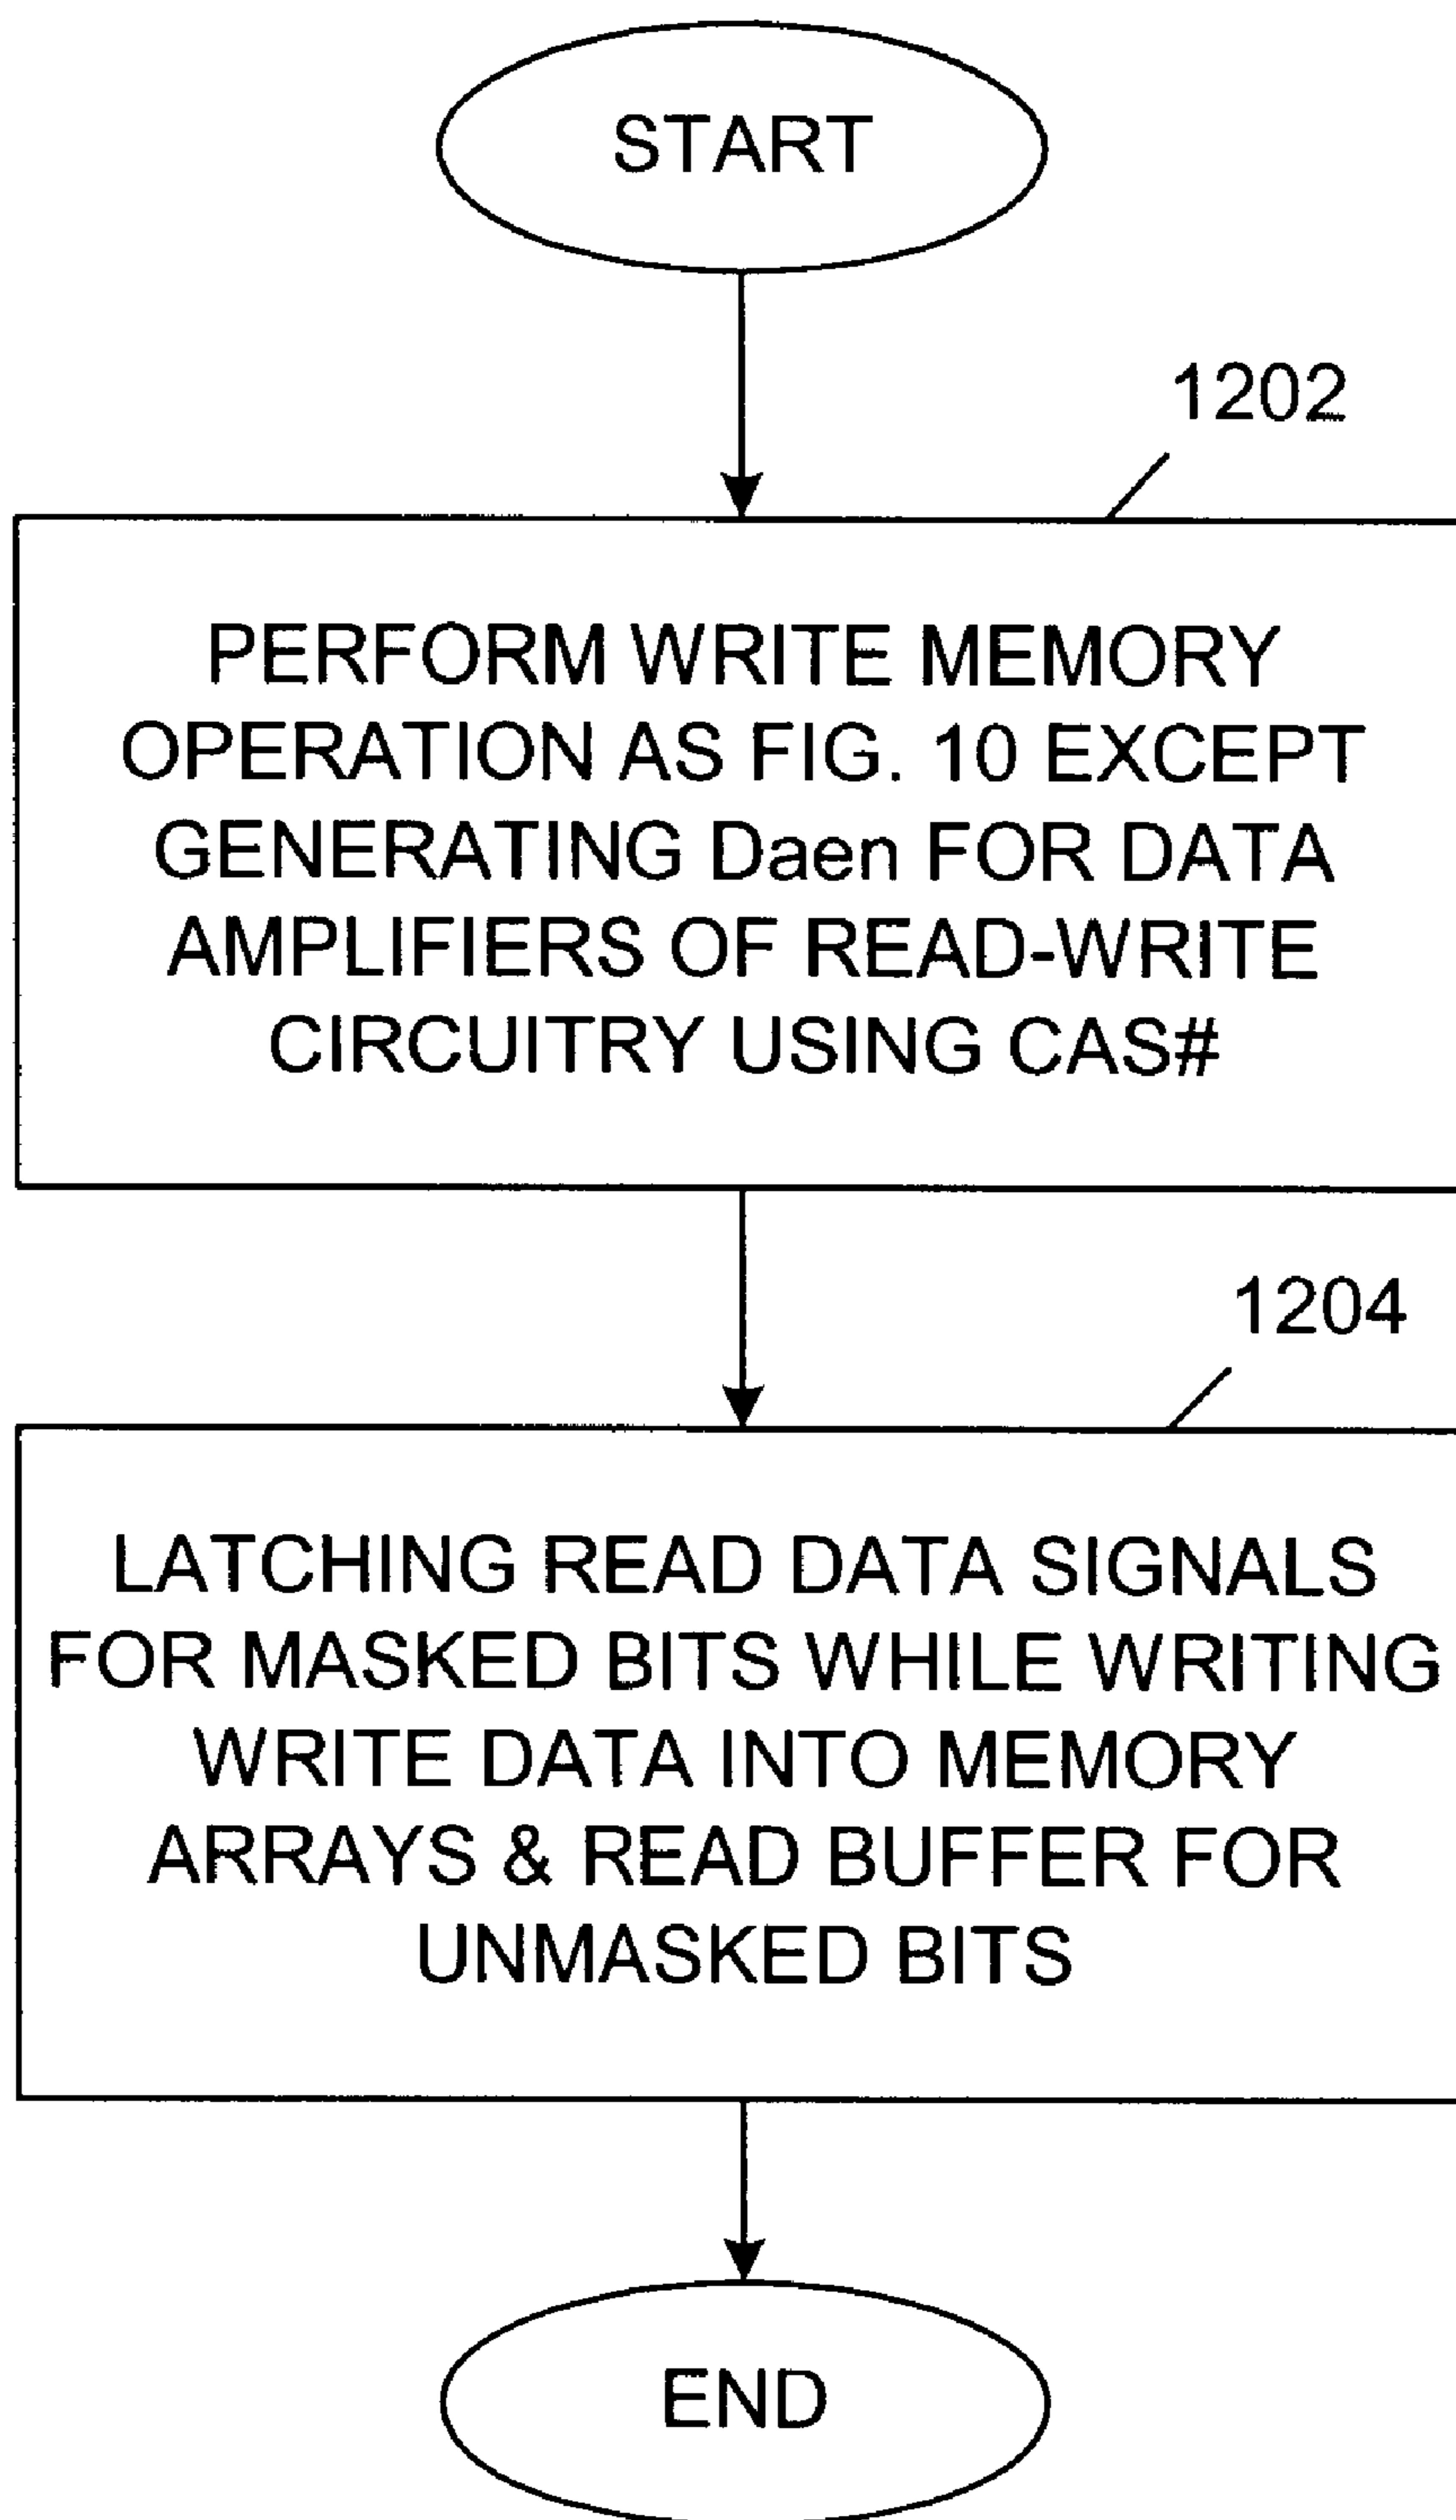 START
1202
PERFORM WRITE MEMORY
OPERATION AS FIG. 10 EXCEPT
GENERATING Daen FOR DATA
AMPLIFIERS OF READ-WRITE
CIRCUITRY USING CAS#
1204
LATCHING READ DATA SIGNALS
FOR MASKED BITS WHILE WRITING
WRITE DATA INTO MEMORY
ARRAYS & READ BUFFER FOR
UNMASKED BITS
END